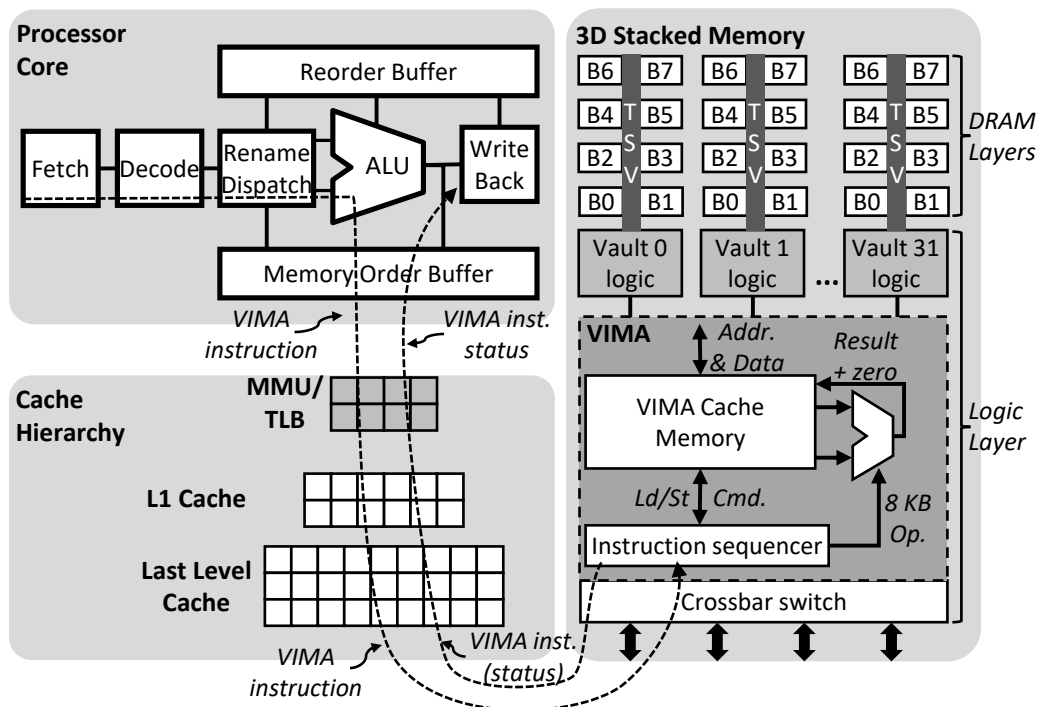 Processor
Core
Reorder Buffer
Fetch
Decode
Rename
Dispatch
ALU
Write
Back
Memory Order Buffer
VIMA
instruction
VIMA inst.
status
Cache
Hierarchy
MMU/
TLB
L1 Cache
Last Level
Cache
VIMA
instruction
VIMA inst.
(status)
3D Stacked Memory
B6 B7 B6 B7 B6 B7
B4 B5 B4 B5 B4 B5
B2 B3 B2 B3 B2 B3
B0 B1 B0 B1 B0 B1
TSV
TSV
TSV
DRAM
Layers
Vault 0
logic
Vault 1
logic
...
Vault 31
logic
VIMA
Addr.
& Data
Result
+ zero
VIMA Cache
Memory
Logic
Layer
Ld/St Cmd.
8 KB
Op.
Instruction sequencer
Crossbar switch